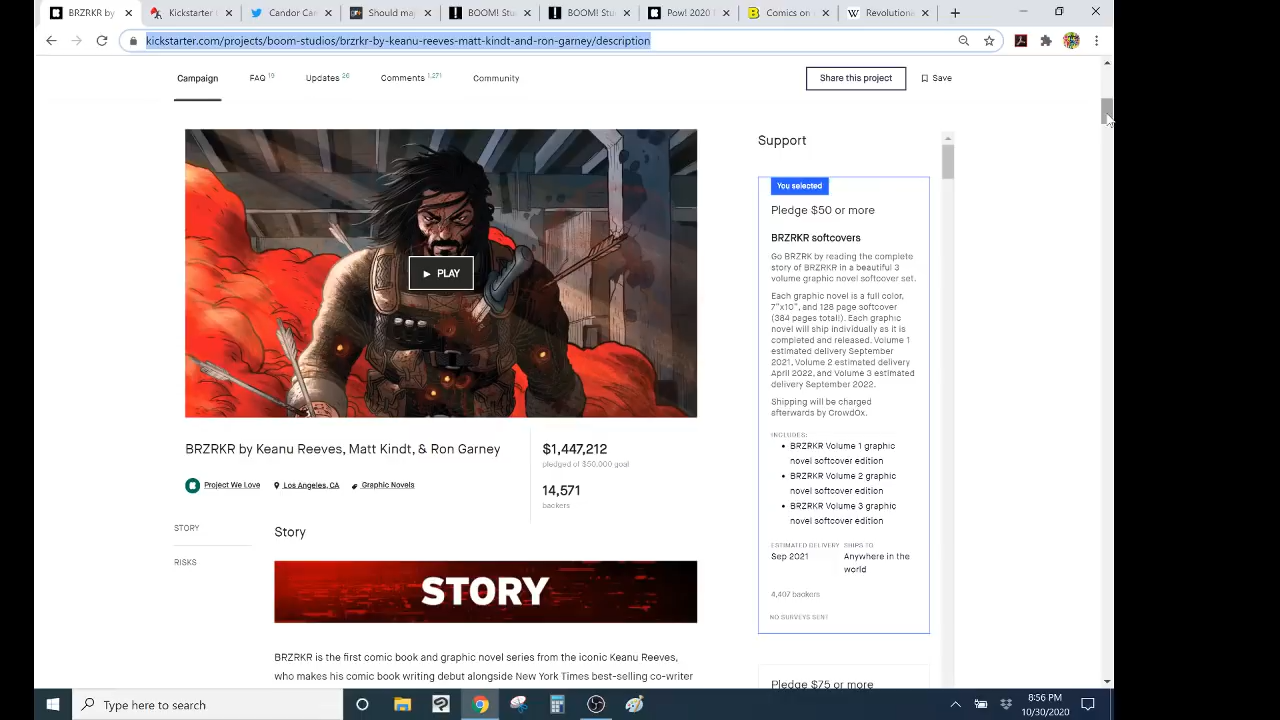 BRZRKR by
Kickstarter
Candor Car
Should maj
BOOM! Stu
BOOM! Stu
Pow! 2020
Comics on
Revolutiona
kickstarter.com/projects/boom-studios/brzrkr-by-keanu-reeves-matt-kindt-and-ron-garney/description
Campaign
FAQ 19
Updates 20
Comments 1,271
Community
Share this project
Save
PLAY
BRZRKR by Keanu Reeves, Matt Kindt, & Ron Garney
Project We Love
Los Angeles, CA
Graphic Novels
$1,447,212
pledged of $50,000 goal
14,571
backers
STORY
RISKS
Story
STORY
BRZRKR is the first comic book and graphic novel series from the iconic Keanu Reeves,
who makes his comic book writing debut alongside New York Times best-selling co-writer
Support
You selected
Pledge $50 or more
BRZRKR softcovers
Go BRZRK by reading the complete
story of BRZRKR in a beautiful 3
volume graphic novel softcover set.
Each graphic novel is a full color,
7"x10", and 128 page softcover
(384 pages total!). Each graphic
novel will ship individually as it is
completed and released. Volume 1
estimated delivery September
2021, Volume 2 estimated delivery
April 2022, and Volume 3 estimated
delivery September 2022.
Shipping will be charged
afterwards by CrowdOx.
INCLUDES:
• BRZRKR Volume 1 graphic
novel softcover edition
• BRZRKR Volume 2 graphic
novel softcover edition
• BRZRKR Volume 3 graphic
novel softcover edition
ESTIMATED DELIVERY
Sep 2021
SHIPS TO
Anywhere in the
world
4,407 backers
NO SURVEYS SENT
Pledge $75 or more
Type here to search
8:56 PM
10/30/2020